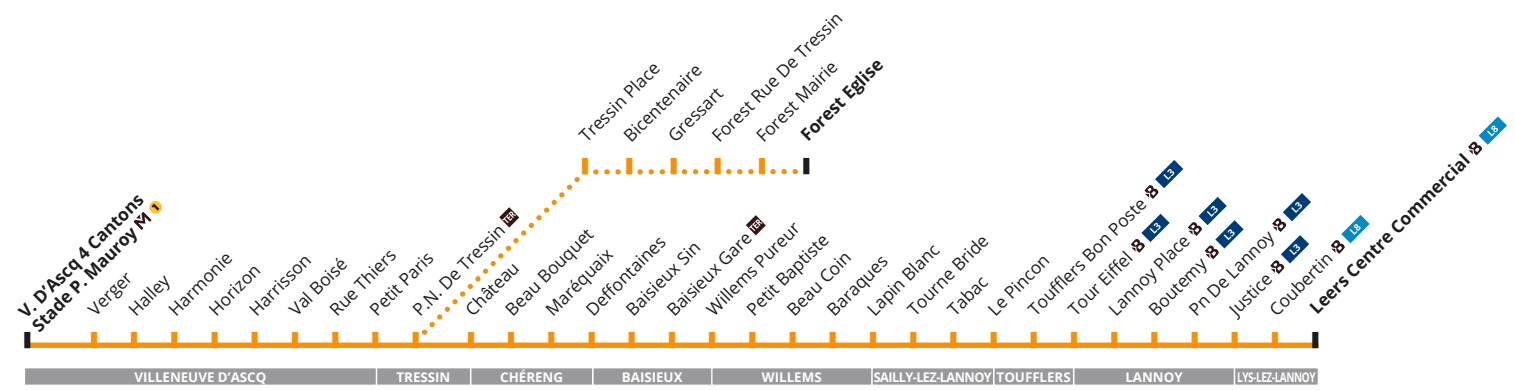 Tressin Place
Bicentenaire
Gressart
Forest Rue De Tressin
Forest Mairie
Forest Eglise
V. D'Ascq 4 Cantons
Stade P. Mauroy M 1
Verger
Halley
Harmonie
Horizon
Harrisson
Val Boisé
Rue Thiers
Petit Paris
P.N. De Tressin TER
Château
Beau Bouquet
Maréquaix
Deffontaines
Baisieux Sin
Baisieux Gare TER
Willems Pureur
Petit Baptiste
Beau Coin
Baraques
Lapin Blanc
Tourne Bride
Tabac
Le Pincon
Toufflers Bon Poste L3
Tour Eiffel L3
Lannoy Place L3
Boutemy L3
Pn De Lannoy L3
Justice L3
Coubertin L8
Leers Centre Commercial L8
VILLENEUVE D'ASCQ
TRESSIN
CHÉRENG
BAISIEUX
WILLEMS
SAILLY-LEZ-LANNOY
TOUFFLERS
LANNOY
LYS-LEZ-LANNOY